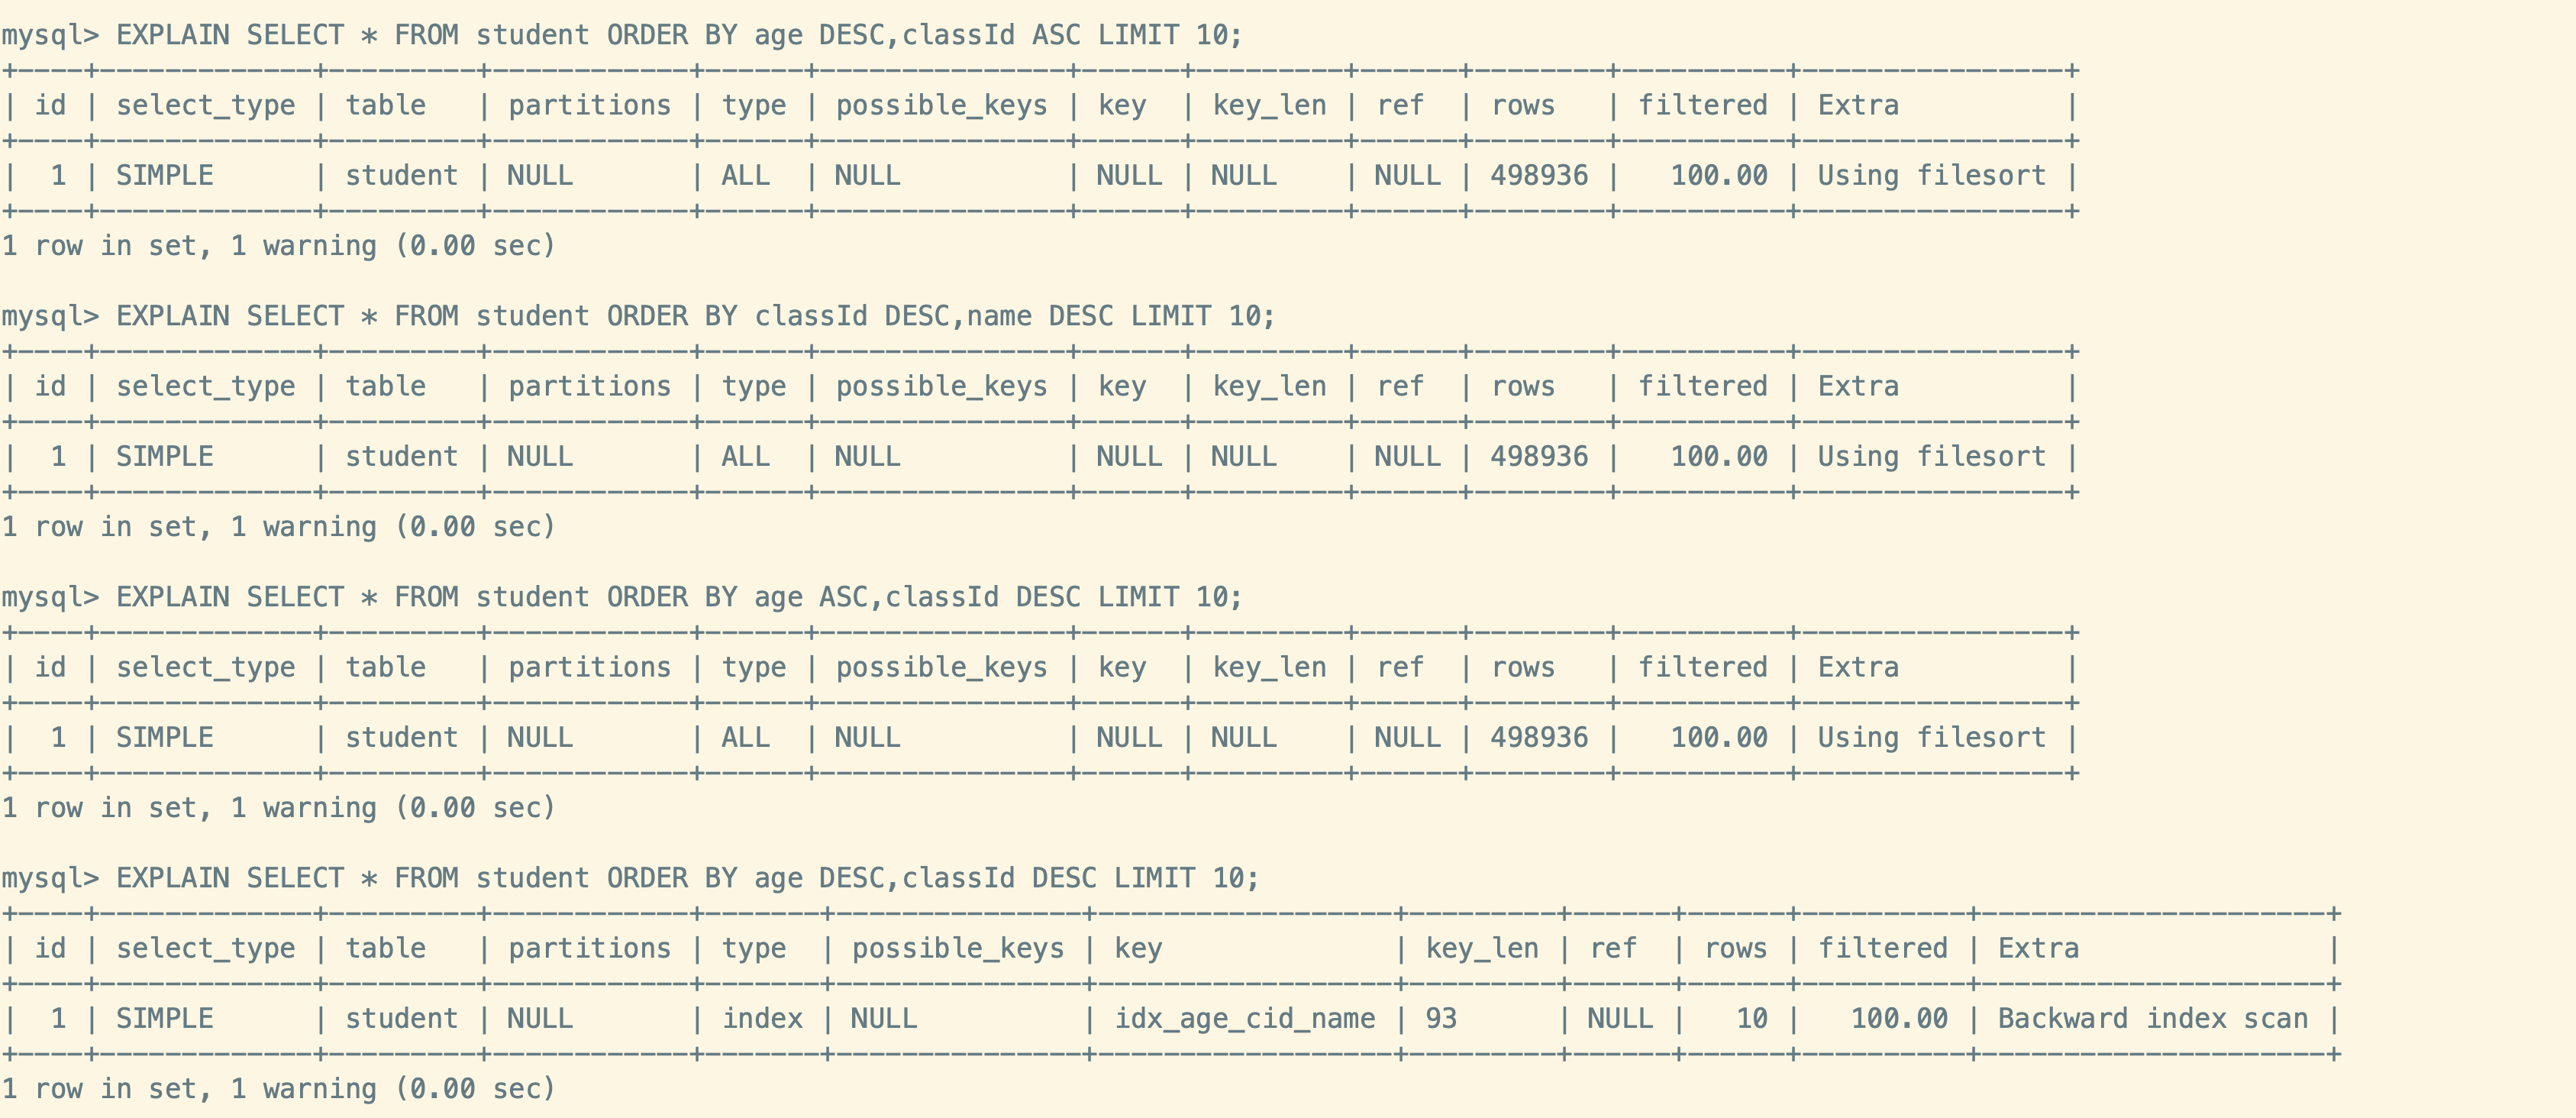 mysql> EXPLAIN SELECT * FROM student ORDER BY age DESC,classId ASC LIMIT 10;
+----+-------------+---------+------------+------+---------------+------+---------+------+--------+----------+----------------+
| id | select_type | table   | partitions | type | possible_keys | key  | key_len | ref  | rows   | filtered | Extra          |
+----+-------------+---------+------------+------+---------------+------+---------+------+--------+----------+----------------+
|  1 | SIMPLE      | student | NULL       | ALL  | NULL          | NULL | NULL    | NULL | 498936 |   100.00 | Using filesort |
+----+-------------+---------+------------+------+---------------+------+---------+------+--------+----------+----------------+
1 row in set, 1 warning (0.00 sec)

mysql> EXPLAIN SELECT * FROM student ORDER BY classId DESC,name DESC LIMIT 10;
+----+-------------+---------+------------+------+---------------+------+---------+------+--------+----------+----------------+
| id | select_type | table   | partitions | type | possible_keys | key  | key_len | ref  | rows   | filtered | Extra          |
+----+-------------+---------+------------+------+---------------+------+---------+------+--------+----------+----------------+
|  1 | SIMPLE      | student | NULL       | ALL  | NULL          | NULL | NULL    | NULL | 498936 |   100.00 | Using filesort |
+----+-------------+---------+------------+------+---------------+------+---------+------+--------+----------+----------------+
1 row in set, 1 warning (0.00 sec)

mysql> EXPLAIN SELECT * FROM student ORDER BY age ASC,classId DESC LIMIT 10;
+----+-------------+---------+------------+------+---------------+------+---------+------+--------+----------+----------------+
| id | select_type | table   | partitions | type | possible_keys | key  | key_len | ref  | rows   | filtered | Extra          |
+----+-------------+---------+------------+------+---------------+------+---------+------+--------+----------+----------------+
|  1 | SIMPLE      | student | NULL       | ALL  | NULL          | NULL | NULL    | NULL | 498936 |   100.00 | Using filesort |
+----+-------------+---------+------------+------+---------------+------+---------+------+--------+----------+----------------+
1 row in set, 1 warning (0.00 sec)

mysql> EXPLAIN SELECT * FROM student ORDER BY age DESC,classId DESC LIMIT 10;
+----+-------------+---------+------------+-------+---------------+------------------+---------+------+------+----------+---------------------+
| id | select_type | table   | partitions | type  | possible_keys | key              | key_len | ref  | rows | filtered | Extra               |
+----+-------------+---------+------------+-------+---------------+------------------+---------+------+------+----------+---------------------+
|  1 | SIMPLE      | student | NULL       | index | NULL          | idx_age_cid_name | 93      | NULL |   10 |   100.00 | Backward index scan |
+----+-------------+---------+------------+-------+---------------+------------------+---------+------+------+----------+---------------------+
1 row in set, 1 warning (0.00 sec)